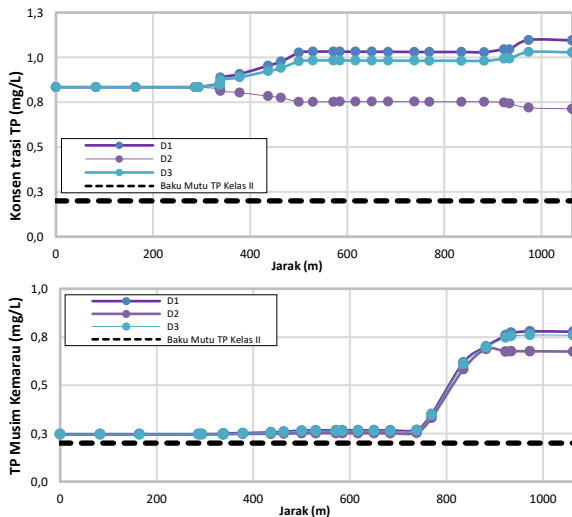 Konsen trasi TP (mg/L)
1,3
1,0
0,8
0,5
0,3
0,0
D1
D2
D3
Baku Mutu TP Kelas II
0 200 400 600 800 1000
Jarak (m)
TP Musim Kemarau (mg/L)
1,0
0,8
0,5
0,3
0,0
D1
D2
D3
Baku Mutu TP Kelas II
0 200 400 600 800 1000
Jarak (m)